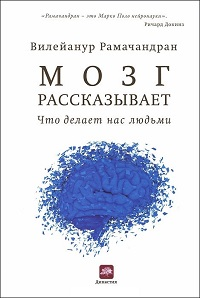 «Рамачандран – это Марко Поло нейронауки».
Ричард Докинз
Вилейанур Рамачандран
МОЗГ
РАССКАЗЫВАЕТ
Что делает нас людьми
Династия